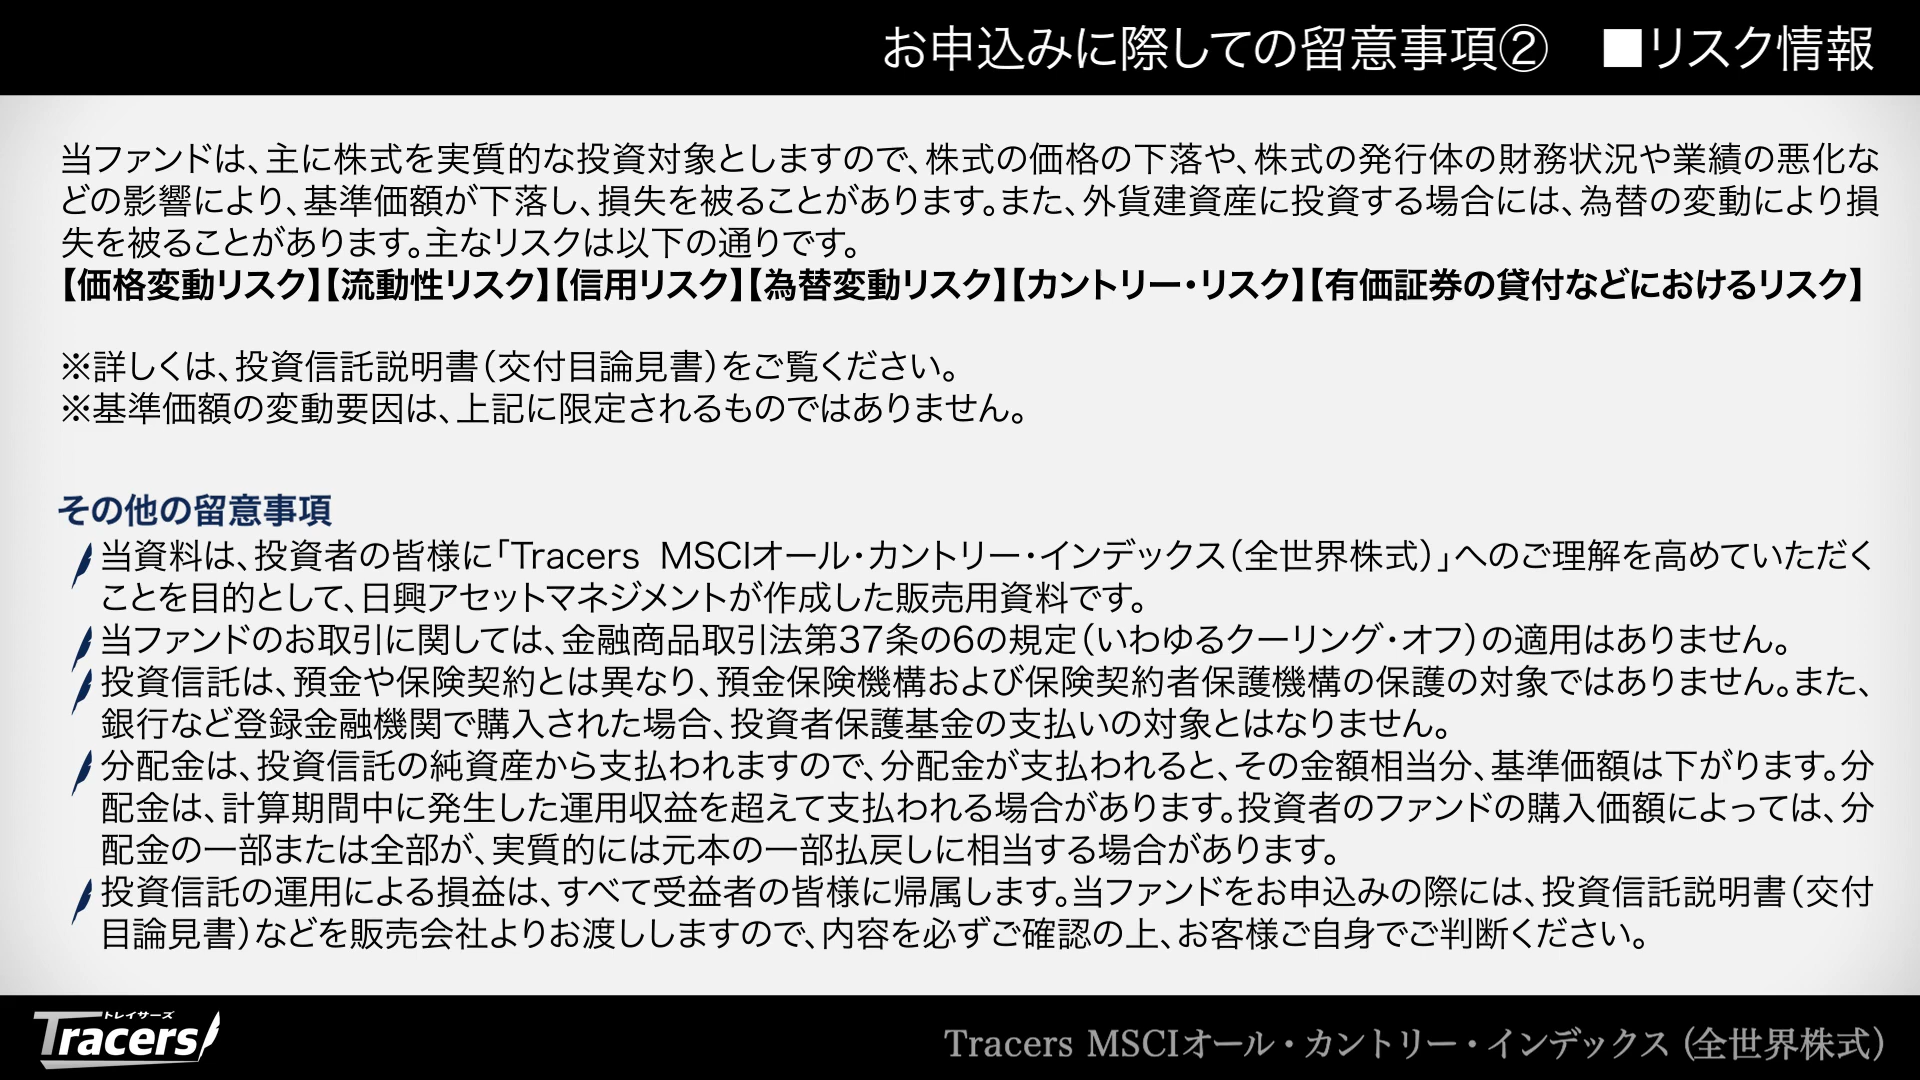 お申込みに際しての留意事項② ■リスク情報
当ファンドは、主に株式を実質的な投資対象としますので、株式の価格の下落や、株式の発行体の財務状況や業績の悪化な
どの影響により、基準価額が下落し、損失を被ることがあります。また、外貨建資産に投資する場合には、為替の変動により損
失を被ることがあります。主なリスクは以下の通りです。
【価格変動リスク】【流動性リスク】【信用リスク】【為替変動リスク】【カントリー・リスク】【有価証券の貸付などにおけるリスク】
※詳しくは、投資信託説明書(交付目論見書)をご覧ください。
※基準価額の変動要因は、上記に限定されるものではありません。
その他の留意事項
当資料は、投資者の皆様に「Tracers MSCIオール・カントリー・インデックス(全世界株式)」へのご理解を高めていただく
ことを目的として、日興アセットマネジメントが作成した販売用資料です。
当ファンドのお取引に関しては、金融商品取引法第37条の6の規定(いわゆるクーリング・オフ)の適用はありません。
投資信託は、預金や保険契約とは異なり、預金保険機構および保険契約者保護機構の保護の対象ではありません。また、
銀行など登録金融機関で購入された場合、投資者保護基金の支払いの対象とはなりません。
分配金は、投資信託の純資産から支払われますので、分配金が支払われると、その金額相当分、基準価額は下がります。分
配金は、計算期間中に発生した運用収益を超えて支払われる場合があります。投資者のファンドの購入価額によっては、分
配金の一部または全部が、実質的には元本の一部払戻しに相当する場合があります。
投資信託の運用による損益は、すべて受益者の皆様に帰属します。当ファンドをお申込みの際には、投資信託説明書(交付
目論見書)などを販売会社よりお渡ししますので、内容を必ずご確認の上、お客様ご自身でご判断ください。
トレイサーズ
Tracers
Tracers MSCIオール・カントリー・インデックス (全世界株式)